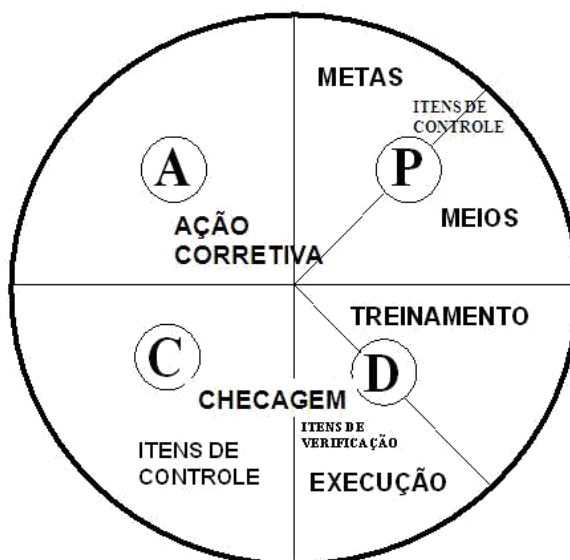 METAS
ITENS DE
CONTROLE
P
MEIOS
A
AÇÃO
CORRETIVA
TREINAMENTO
D
ITENS DE
VERIFICAÇÃO
EXECUÇÃO
C
CHECAGEM
ITENS DE
CONTROLE